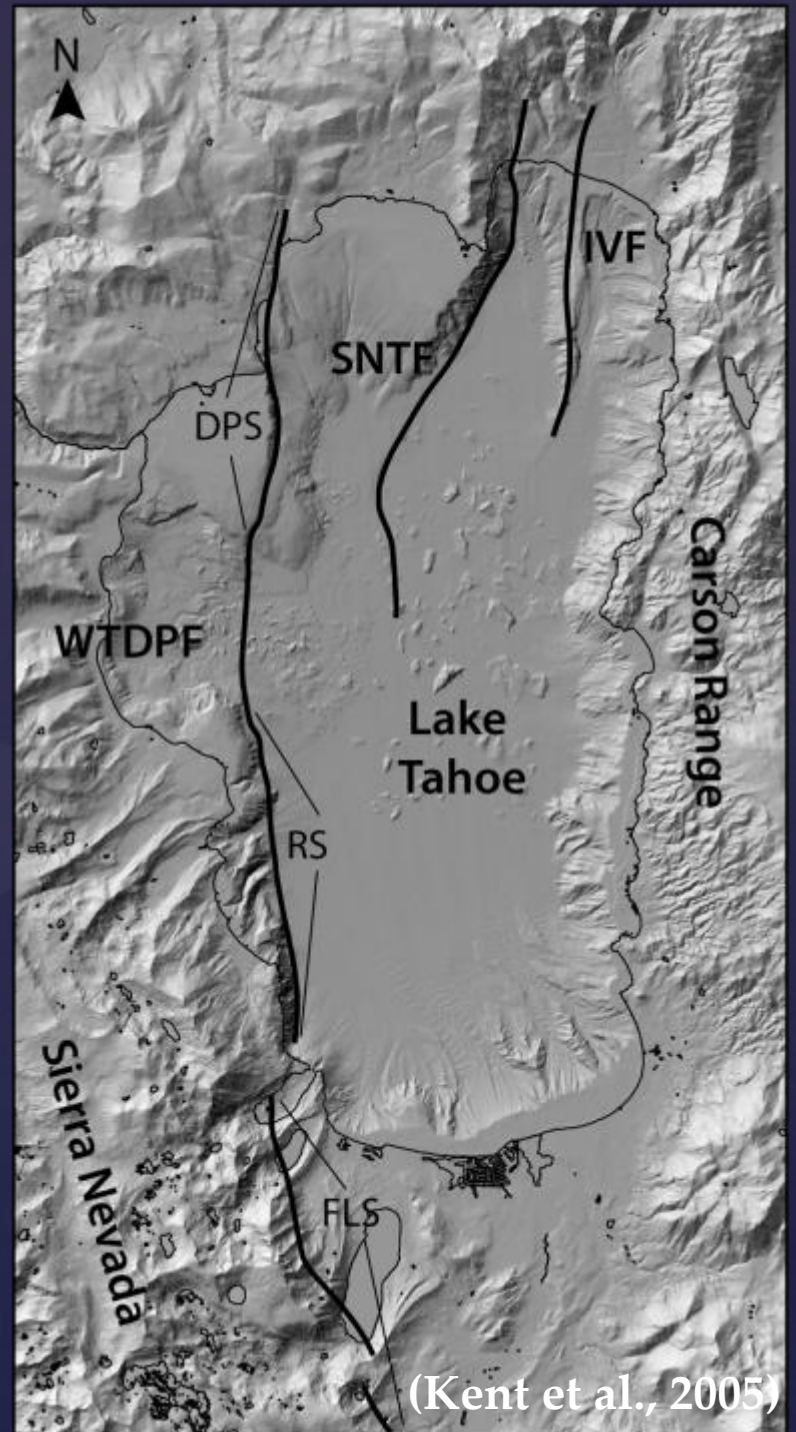 N
IVF
SNTF
DPS
Carson Range
WTDPF
Lake
Tahoe
RS
Sierra Nevada
FLS
(Kent et al., 2005)